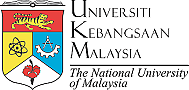 UNIVERSITI
KEBANGSAAN
MALAYSIA
The National University
of Malaysia